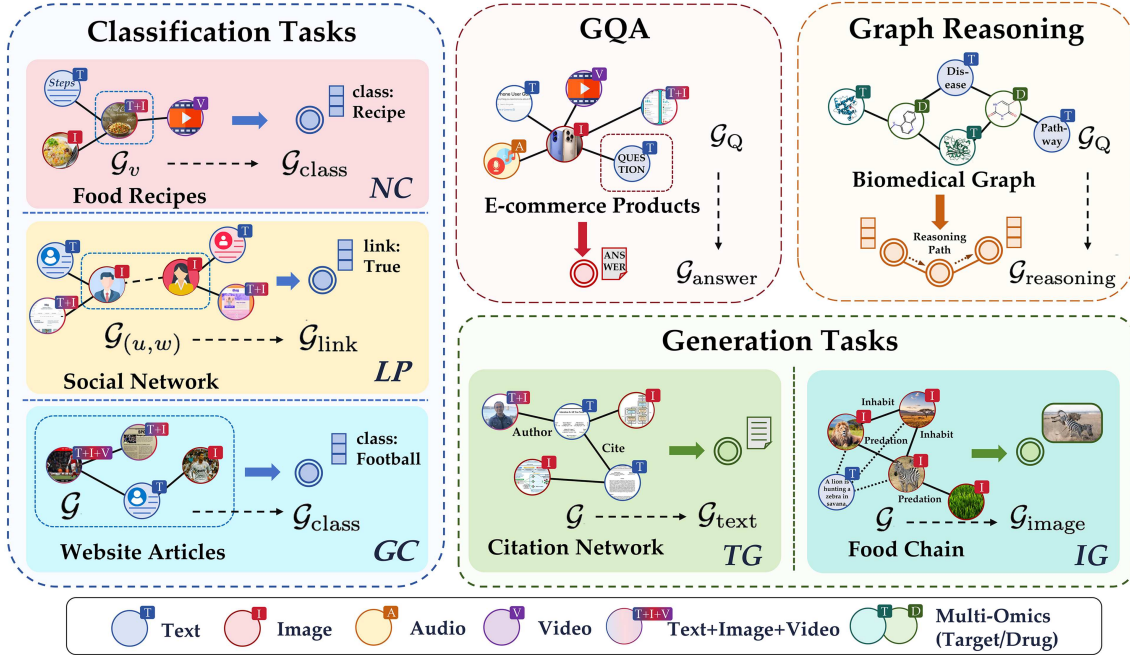 Classification Tasks
Steps
T
T+I
V
I
class:
Recipe
𝒢v
𝒢class
Food Recipes
NC
T
I
I
T
T+I
T+I
link:
True
𝒢(u,w)
𝒢link
Social Network
LP
T+I
T+I+V
I
T
class:
Football
𝒢
𝒢class
Website Articles
GC
GQA
T
V
T+I
I
A
T
QUES
TION
𝒢Q
E-commerce Products
ANS
WER
𝒢answer
Graph Reasoning
T
Dis-
ease
T
D
D
T
T
Path-
way
𝒢Q
Biomedical Graph
Reasoning
Path
𝒢reasoning
Generation Tasks
T+I
T
I
Author
Cite
I
T
𝒢
𝒢text
Citation Network
TG
I
Inhabit
I
Predation
Inhabit
T
I
A lion is
hunting a
zebra in
savana.
Predation
I
𝒢
𝒢image
Food Chain
IG
T
Text
I
Image
A
Audio
V
Video
T+I+V
Text+Image+Video
T
D
Multi-Omics
(Target/Drug)